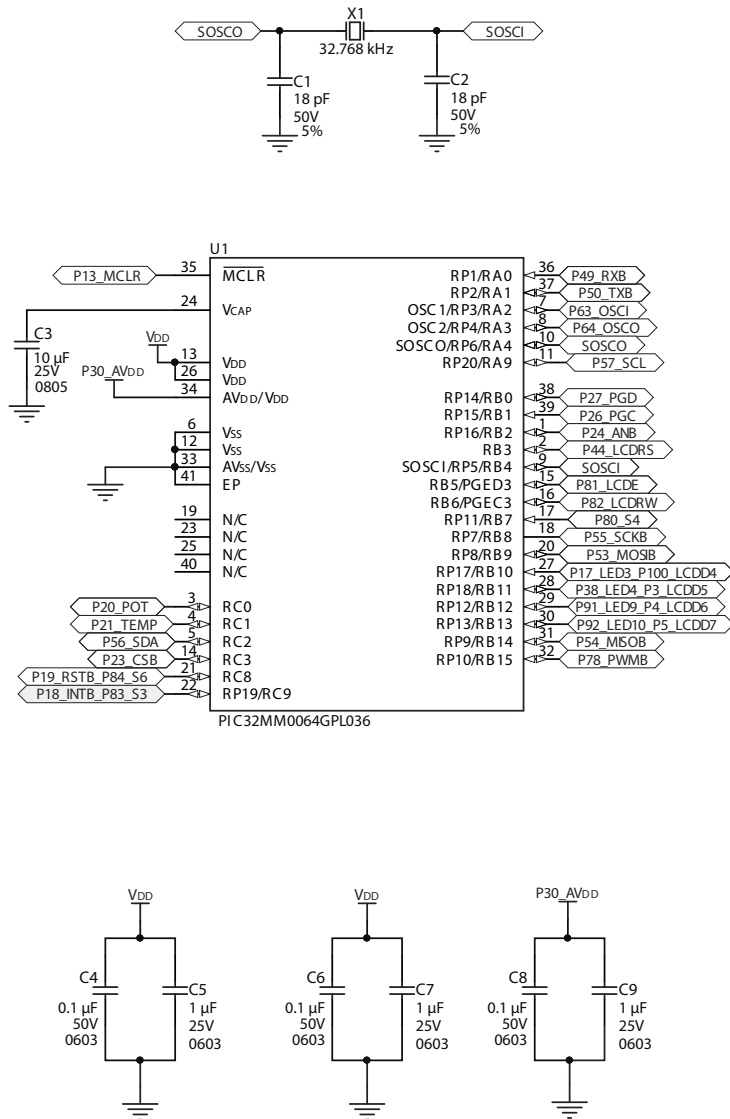 SOSCO
X1
32.768 kHz
SOSCI
C1
18 pF
50V
5%
C2
18 pF
50V
5%
U1
P13_MCLR 35 MCLR
24 VCAP
C3
10 µF
25V
0805
VDD
13 VDD
26 VDD
P30_AVDD
34 AVDD/VDD
6 VSS
12 VSS
33 AVSS/VSS
41 EP
19 N/C
23 N/C
25 N/C
40 N/C
P20_POT 3 RC0
P21_TEMP 4 RC1
P56_SDA 5 RC2
P23_CSB 14 RC3
P19_RSTB_P84_S6 21 RC8
P18_INTB_P83_S3 22 RP19/RC9
RP1/RA0 36 P49_RXB
RP2/RA1 37 P50_TXB
OSC1/RP3/RA2 7 P63_OSCI
OSC2/RP4/RA3 8 P64_OSCO
SOSCO/RP6/RA4 10 SOSCO
RP20/RA9 11 P57_SCL
RP14/RB0 38 P27_PGD
RP15/RB1 39 P26_PGC
RP16/RB2 1 P24_ANB
RB3 2 P44_LCDRS
SOSCI/RP5/RB4 9 SOSCI
RB5/PGED3 15 P81_LCDE
RB6/PGEC3 16 P82_LCDRW
RP11/RB7 17 P80_S4
RP7/RB8 18 P55_SCKB
RP8/RB9 20 P53_MOSIB
RP17/RB10 27 P17_LED3_P100_LCDD4
RP18/RB11 28 P38_LED4_P3_LCDD5
RP12/RB12 29 P91_LED9_P4_LCDD6
RP13/RB13 30 P92_LED10_P5_LCDD7
RP9/RB14 31 P54_MISOB
RP10/RB15 32 P78_PWMB
PIC32MM0064GPL036
VDD
C4
0.1 µF
50V
0603
C5
1 µF
25V
0603
VDD
C6
0.1 µF
50V
0603
C7
1 µF
25V
0603
P30_AVDD
C8
0.1 µF
50V
0603
C9
1 µF
25V
0603